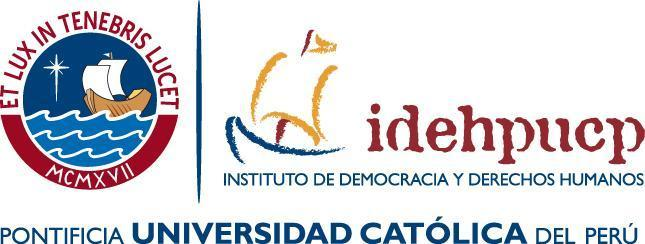 ET LUX IN TENEBRIS LUCET
MCMXVII
idehpucp
INSTITUTO DE DEMOCRACIA Y DERECHOS HUMANOS
PONTIFICIA UNIVERSIDAD CATÓLICA DEL PERÚ